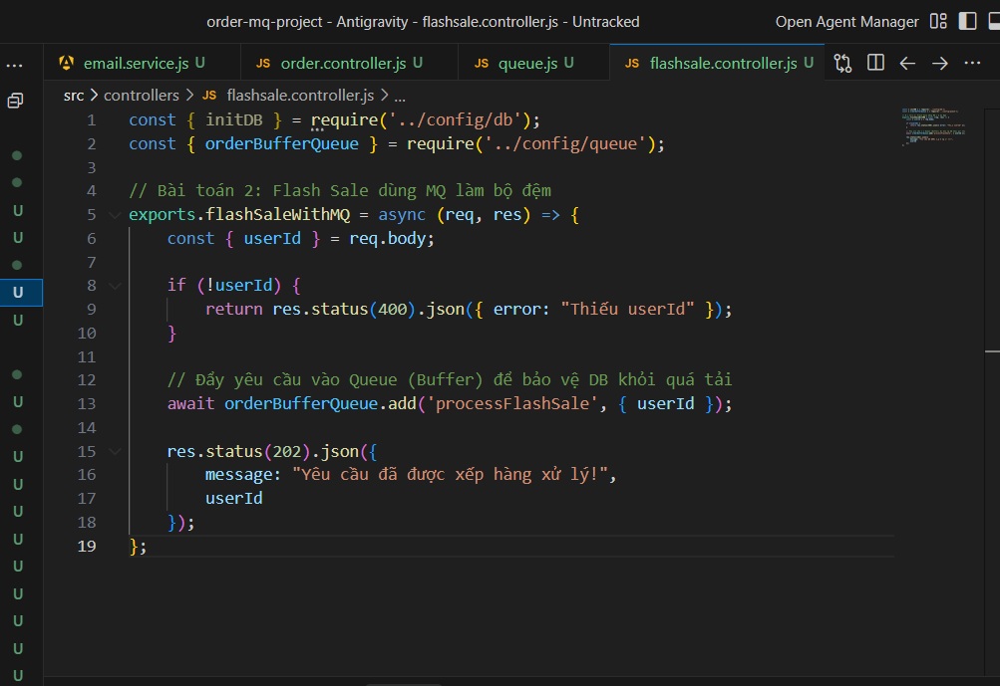 order-mq-project - Antigravity - flashsale.controller.js - Untracked
Open Agent Manager
email.service.js U
JS order.controller.js U
JS queue.js U
JS flashsale.controller.js U
src > controllers > JS flashsale.controller.js > ...
1 const { initDB } = require('../config/db');
2 const { orderBufferQueue } = require('../config/queue');
3
4 // Bài toán 2: Flash Sale dùng MQ làm bộ đệm
5 exports.flashSaleWithMQ = async (req, res) => {
6 const { userId } = req.body;
7
8 if (!userId) {
9 return res.status(400).json({ error: "Thiếu userId" });
10 }
11
12 // Đẩy yêu cầu vào Queue (Buffer) để bảo vệ DB khỏi quá tải
13 await orderBufferQueue.add('processFlashSale', { userId });
14
15 res.status(202).json({
16 message: "Yêu cầu đã được xếp hàng xử lý!",
17 userId
18 });
19 };
U
U
U
U
U
U
U
U
U
U
U
U
U
U